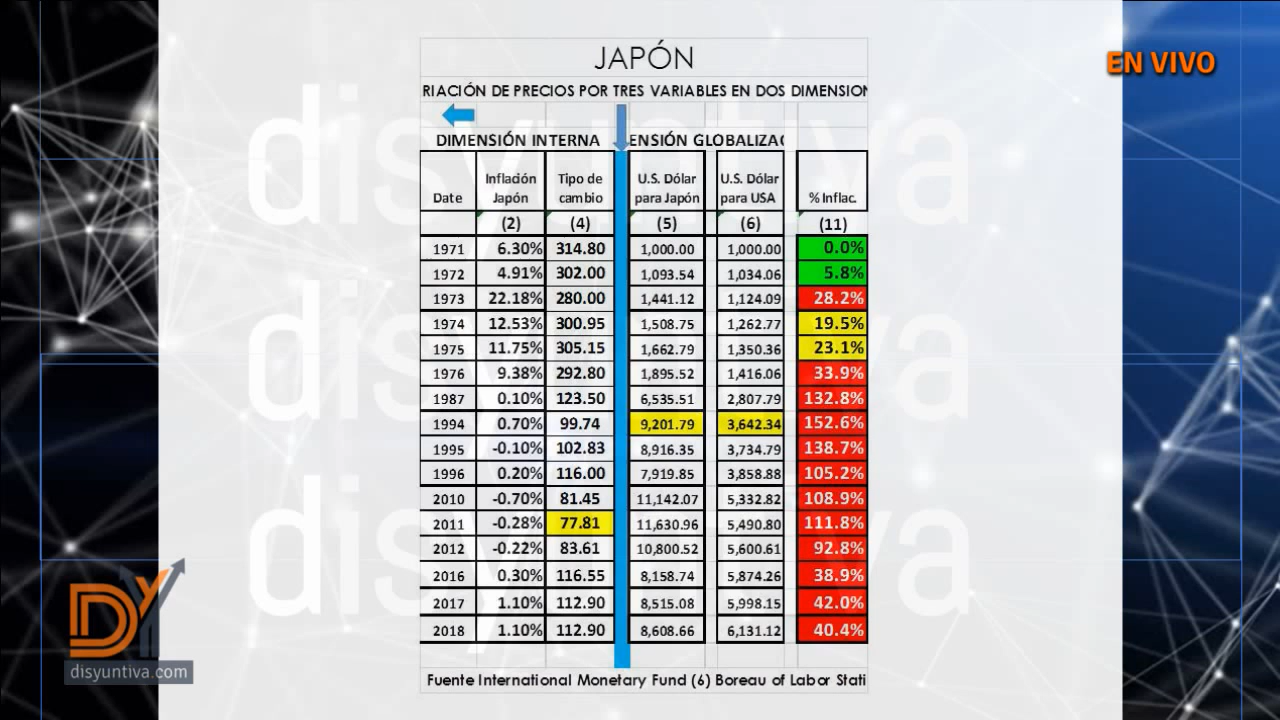 JAPÓN
EN VIVO
RIACIÓN DE PRECIOS POR TRES VARIABLES EN DOS DIMENSION
DIMENSIÓN INTERNA ENSIÓN GLOBALIZAC
Date Inflación Japón Tipo de cambio U.S. Dólar para Japón U.S. Dólar para USA % Inflac.
(2) (4) (5) (6) (11)
1971 6.30% 314.80 1,000.00 1,000.00 0.0%
1972 4.91% 302.00 1,093.54 1,034.06 5.8%
1973 22.18% 280.00 1,441.12 1,124.09 28.2%
1974 12.53% 300.95 1,508.75 1,262.77 19.5%
1975 11.75% 305.15 1,662.79 1,350.36 23.1%
1976 9.38% 292.80 1,895.52 1,416.06 33.9%
1987 0.10% 123.50 6,535.51 2,807.79 132.8%
1994 0.70% 99.74 9,201.79 3,642.34 152.6%
1995 -0.10% 102.83 8,916.35 3,734.79 138.7%
1996 0.20% 116.00 7,919.85 3,858.88 105.2%
2010 -0.70% 81.45 11,142.07 5,332.82 108.9%
2011 -0.28% 77.81 11,630.96 5,490.80 111.8%
2012 -0.22% 83.61 10,800.52 5,600.61 92.8%
2016 0.30% 116.55 8,158.74 5,874.26 38.9%
2017 1.10% 112.90 8,515.08 5,998.15 42.0%
2018 1.10% 112.90 8,608.66 6,131.12 40.4%
Fuente International Monetary Fund (6) Boreau of Labor Stati
disyuntiva
disyuntiva
disyuntiva
DY
disyuntiva.com